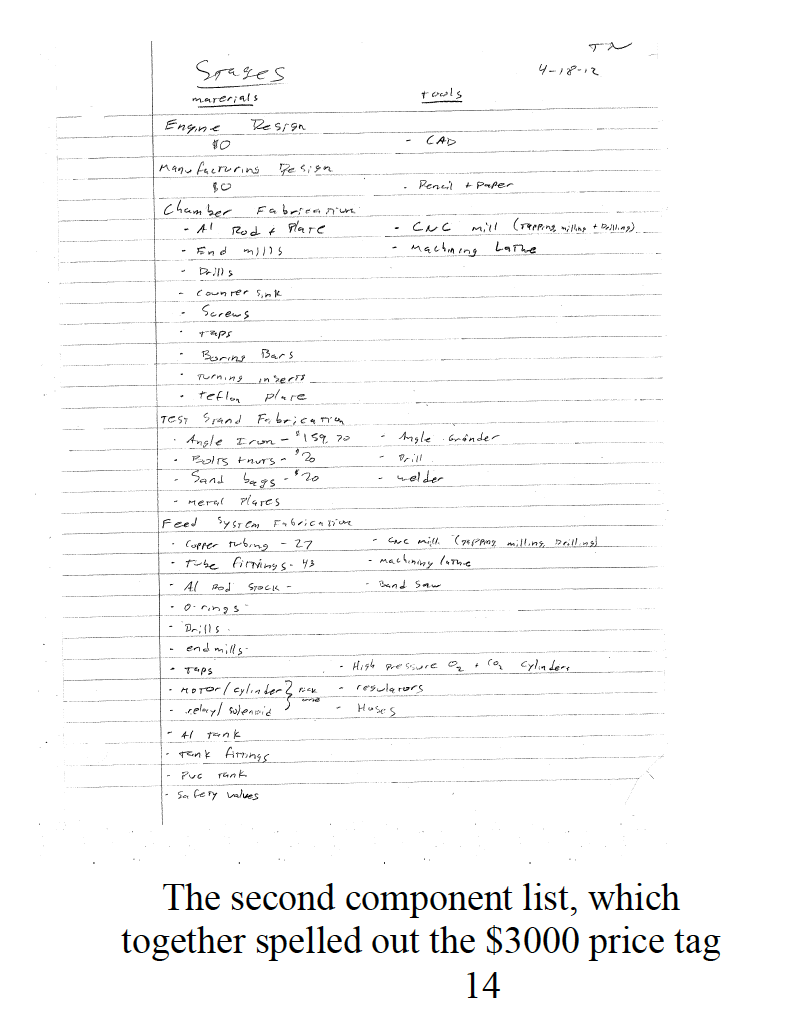 TN
Stages 4-18-12
materials tools
Engine Design
$0 - CAD
Manufacturing Design
$0 - Pencil + Paper
Chamber Fabrication
- Al Rod + Plate - CNC mill (Tapping, milling + Drilling)
- End mills - Machining Lathe
- Drills
- Counter Sink
- Screws
- taps
- Boring Bars
- Turning inserts
- teflon plate
Test Stand Fabrication
- Angle Iron - $159.70 - Angle Grinder
- Bolts + nuts - $20 - Drill
- Sand bags - $20 - welder
- Metal Plates
Feed System Fabrication
- Copper tubing - 27 - CNC mill (Tapping, milling, Drilling)
- tube fittings - 43 - machining lathe
- Al Rod Stock - - Band Saw
- O-rings
- Drills
- end mills
- Taps - High pressure O2 + CO2 Cylinders
- Motor/cylinder } Pick - regulators
- relay/solenoid } one - Hoses
- Al tank
- Tank fittings
- PVC tank
- Safety values
The second component list, which
together spelled out the $3000 price tag
14